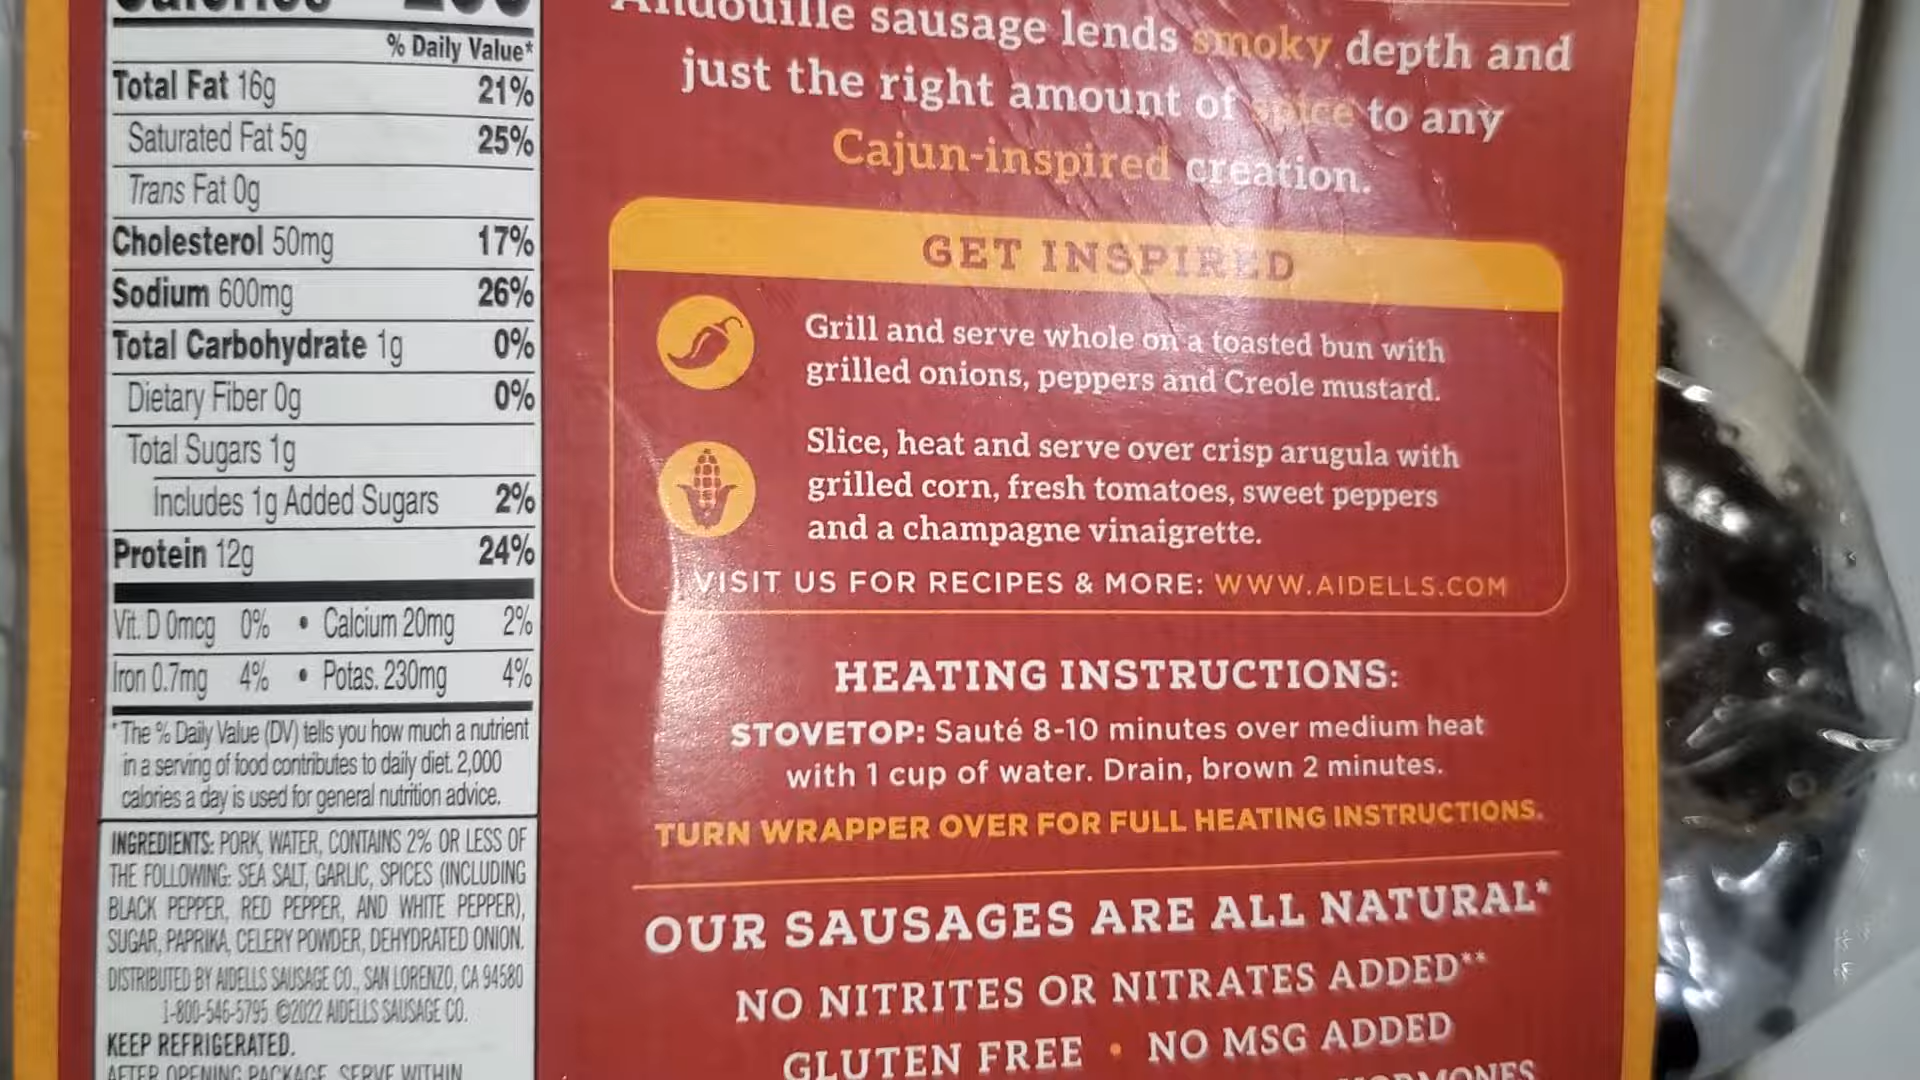 % Daily Value*
Total Fat 16g 21%
Saturated Fat 5g 25%
Trans Fat 0g
Cholesterol 50mg 17%
Sodium 600mg 26%
Total Carbohydrate 1g 0%
Dietary Fiber 0g 0%
Total Sugars 1g
Includes 1g Added Sugars 2%
Protein 12g 24%
Vit. D 0mcg 0% • Calcium 20mg 2%
Iron 0.7mg 4% • Potas. 230mg 4%
*The % Daily Value (DV) tells you how much a nutrient
in a serving of food contributes to daily diet. 2,000
calories a day is used for general nutrition advice.
INGREDIENTS: PORK, WATER, CONTAINS 2% OR LESS OF
THE FOLLOWING: SEA SALT, GARLIC, SPICES (INCLUDING
BLACK PEPPER, RED PEPPER, AND WHITE PEPPER),
SUGAR, PAPRIKA, CELERY POWDER, DEHYDRATED ONION.
DISTRIBUTED BY AIDELLS SAUSAGE CO., SAN LORENZO, CA 94580
1-800-546-5795 ©2022 AIDELLS SAUSAGE CO.
KEEP REFRIGERATED.
AFTER OPENING PACKAGE, SERVE WITHIN
Andouille sausage lends smoky depth and
just the right amount of spice to any
Cajun-inspired creation.
GET INSPIRED
Grill and serve whole on a toasted bun with
grilled onions, peppers and Creole mustard.
Slice, heat and serve over crisp arugula with
grilled corn, fresh tomatoes, sweet peppers
and a champagne vinaigrette.
VISIT US FOR RECIPES & MORE: WWW.AIDELLS.COM
HEATING INSTRUCTIONS:
STOVETOP: Sauté 8-10 minutes over medium heat
with 1 cup of water. Drain, brown 2 minutes.
TURN WRAPPER OVER FOR FULL HEATING INSTRUCTIONS.
OUR SAUSAGES ARE ALL NATURAL*
NO NITRITES OR NITRATES ADDED**
GLUTEN FREE • NO MSG ADDED
HORMONES